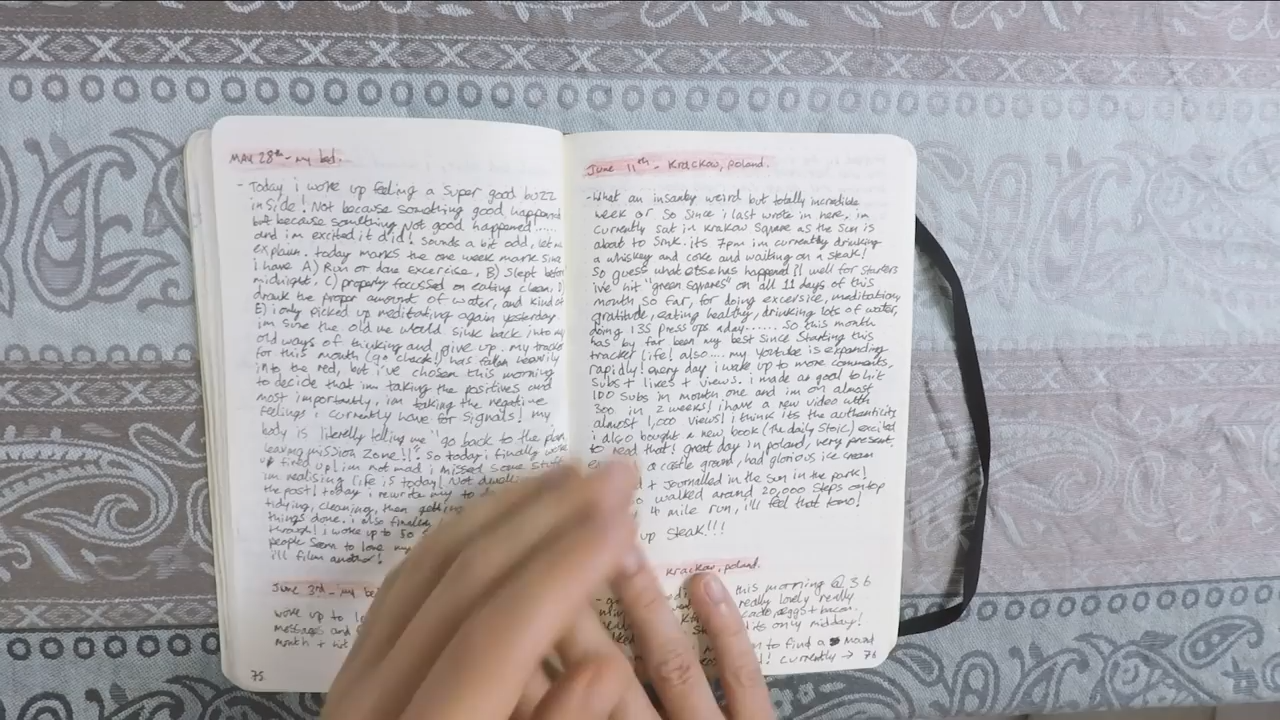 MAY 28th - my bed.
- Today i woke up feeling a super good buzz
inside! Not because something good happened
but because somthing Not good happened.....
and im excited it did! sounds a bit odd, let me
explain. today marks the one week mark since
i have A) Run or done excercise, B) Slept before
midnight, C) properly focussed on eating clean, D)
drank the proper amount of water, and kind of
E) i only picked up meditating again yesterday
im sure the old me would sink back into my
old ways of thinking and give up. my tracker
for this month (go check!) has fallen heavily
into the red, but i've chosen this morning
to decide that im taking the positives and
most importantly, im taking the negative
feelings i currently have for signals! my
body is literelly telling me "go back to the plan,
leaving mission Zone!!" so today i finally woke
up fired up! im not mad i missed some stuff
im realising life is today! Not
the past! today i rewrite my to
tidying, cleaning, then
things done. i also finally
through! i woke up to 50
people seem to love my
i'll film another!
June 3rd - my be
woke up to
messages and
month +
75
June 11th - Krackow, poland.
- What an insanely weird but totally incredible
week or so since i last wrote in here. im
currently sat in Krakow Square as the sun is
about to sink. its 7pm im currently drinking
a whiskey and coke and waiting on a steak!
So guess what else has happened?! well for starters
ive hit "green squares" on all 11 days of this
month so far, for doing excersice, meditation,
gratitude, eating healthy, drinking lots of water,
doing 135 press ups aday...... so this month
has by far been my best since starting this
tracker life! also.... my youtube is expanding
rapidly! every day i wake up to more comments,
subs + likes + views. i made a goal to hit
100 subs in month one and im on almost
300 in 2 weeks! i have a new video with
almost 1,000 views! i think its the authenticity
i also bought a new book (the daily Stoic) excited
to read that! great day in poland, very present.
a castle ground, had glorious ice cream
+ journalled in the sun in the park!
walked around 20,000 steps ontop
4 mile run, i'll feel that tomo!
up steak!!!
Krackow, poland.
this morning @ 3.6
really lovely really
eggs + bacon.
its only midday!
to find a
! currently → 76